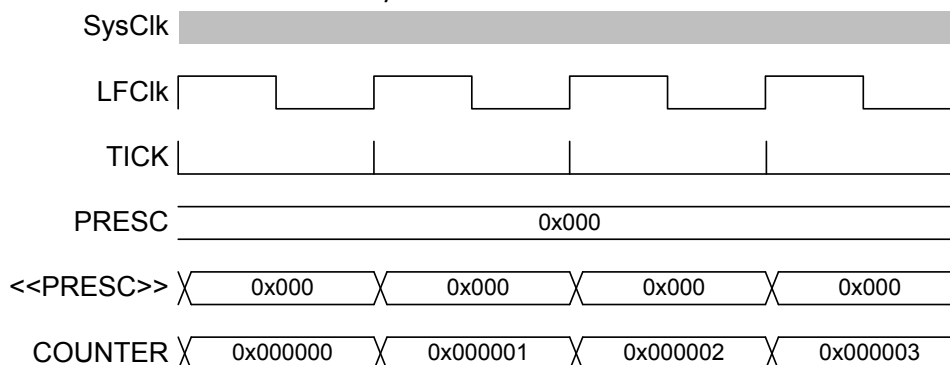 SysClk
LFClk
TICK
PRESC 0x000
<<PRESC>> 0x000 0x000 0x000 0x000
COUNTER 0x000000 0x000001 0x000002 0x000003